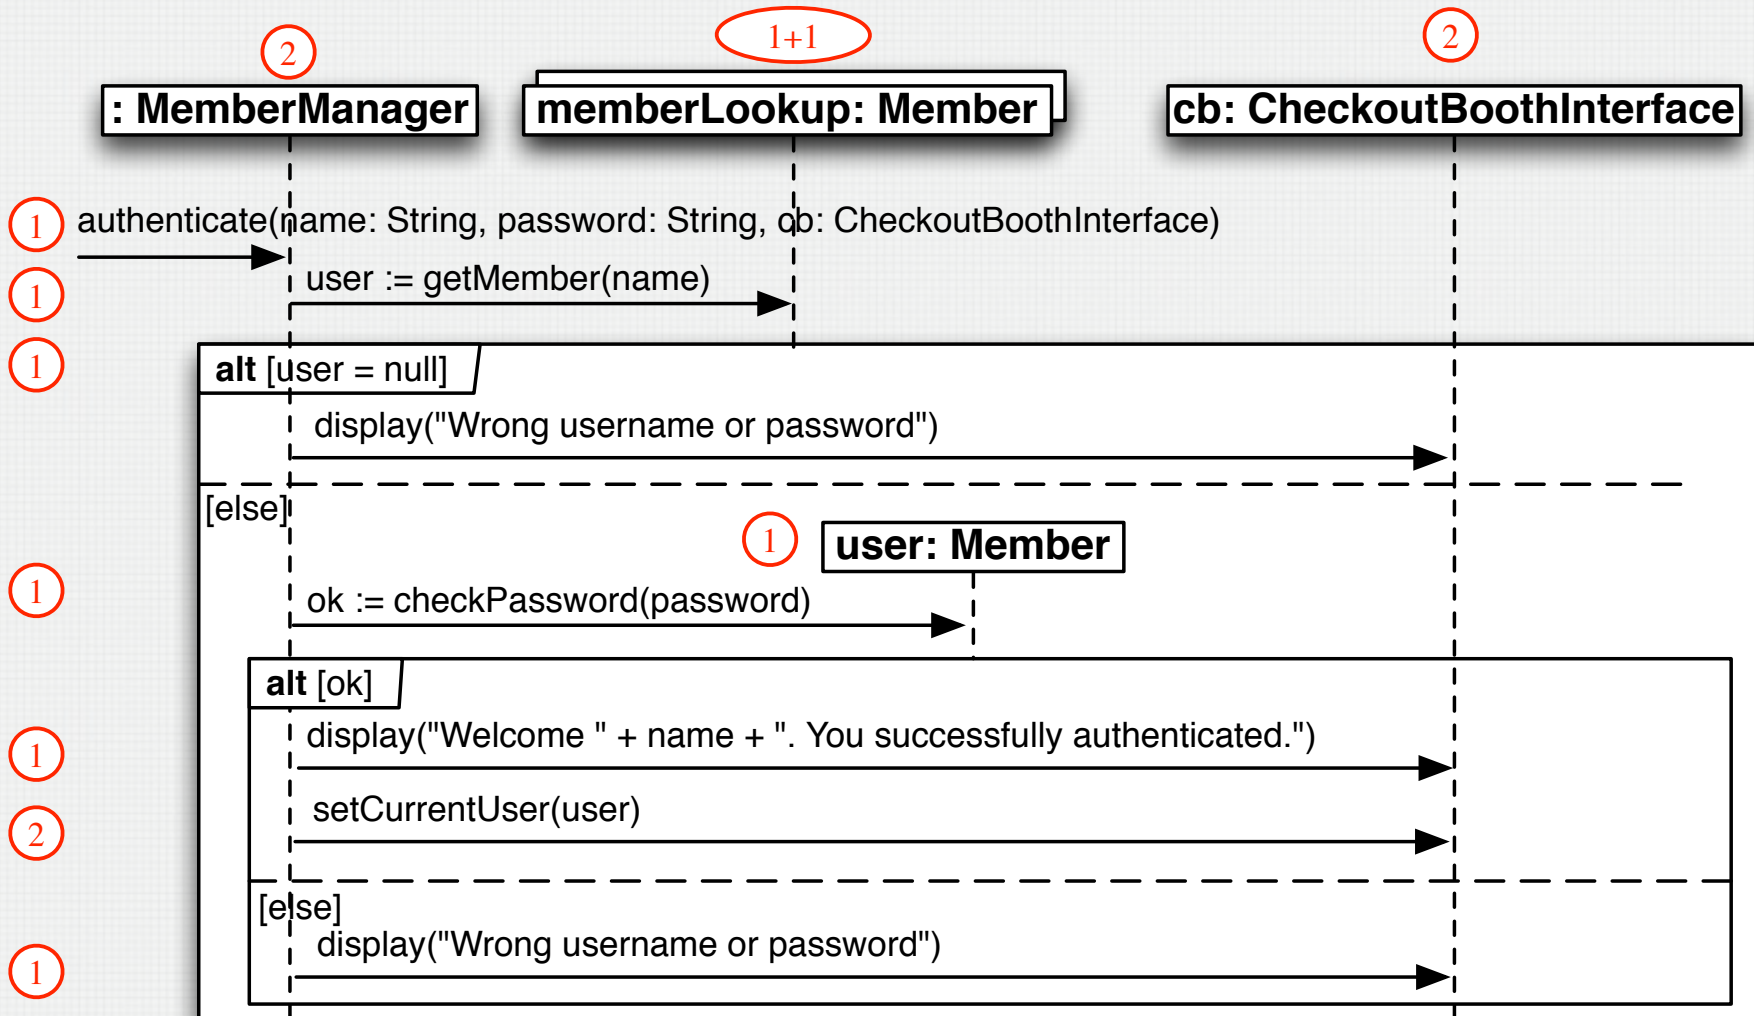 2
1+1
2
: MemberManager
memberLookup: Member
cb: CheckoutBoothInterface
1
authenticate(name: String, password: String, cb: CheckoutBoothInterface)
1
user := getMember(name)
1
alt [user = null]
display("Wrong username or password")
[else]
1
user: Member
1
ok := checkPassword(password)
alt [ok]
1
display("Welcome " + name + ". You successfully authenticated.")
2
setCurrentUser(user)
[else]
1
display("Wrong username or password")